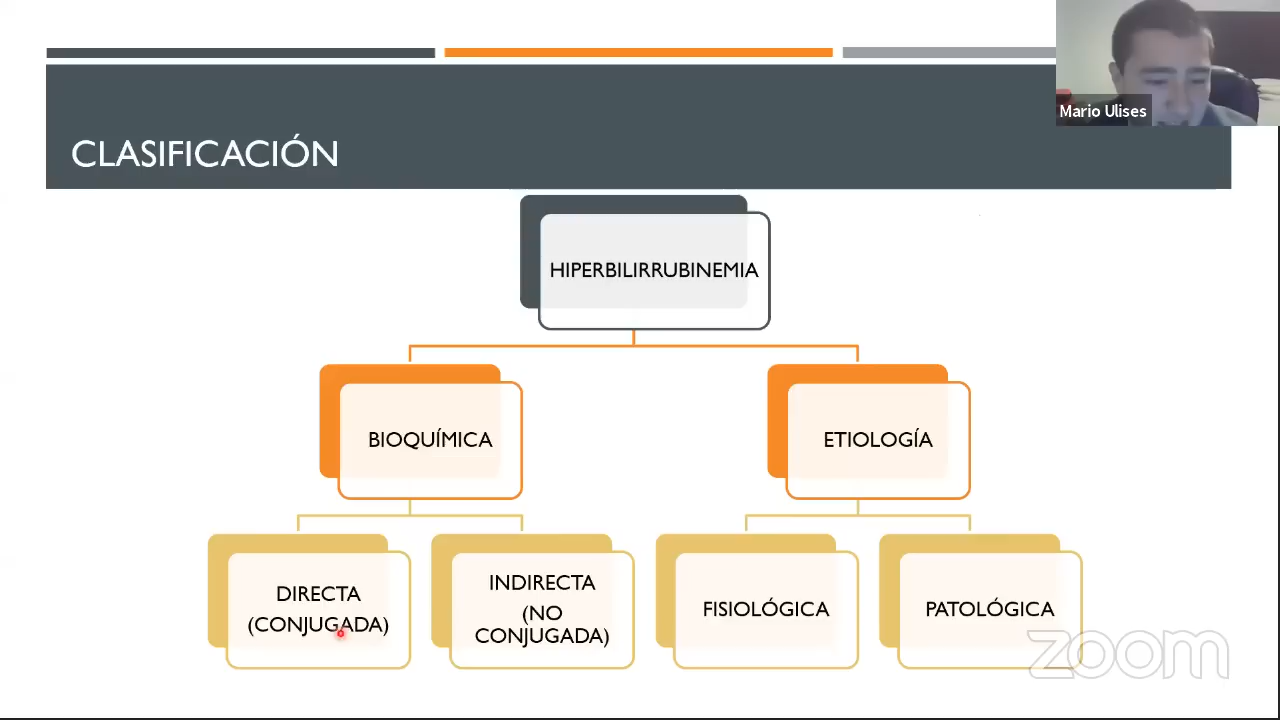 Mario Ulises
CLASIFICACIÓN
HIPERBILIRRUBINEMIA
BIOQUÍMICA
ETIOLOGÍA
DIRECTA
(CONJUGADA)
INDIRECTA
(NO
CONJUGADA)
FISIOLÓGICA
PATOLÓGICA
zoom